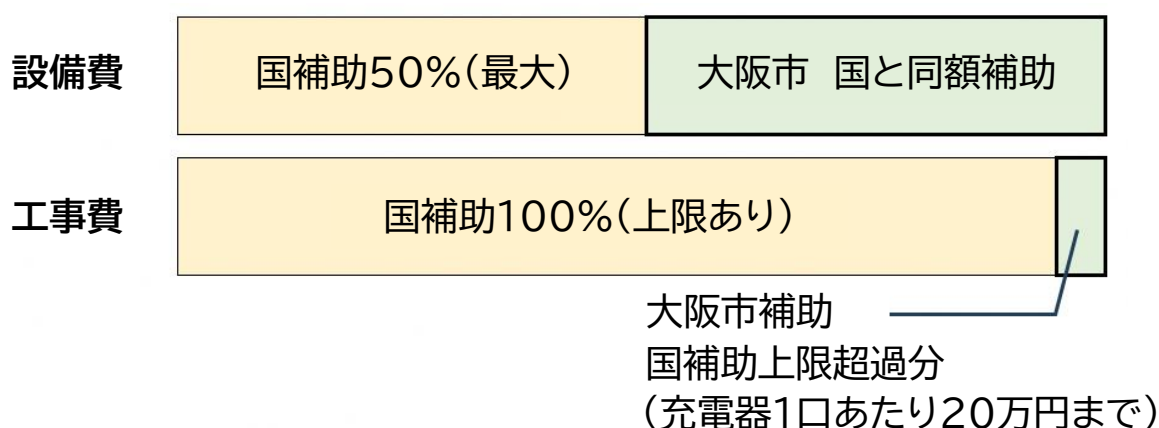 設備費
国補助50%(最大)
大阪市 国と同額補助
工事費
国補助100%(上限あり)
大阪市補助
国補助上限超過分
(充電器1口あたり20万円まで)